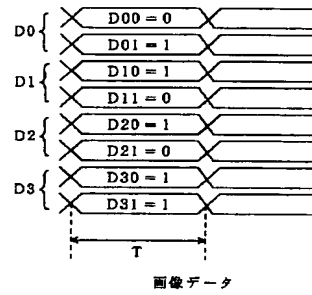 D0
D00 = 0
D01 = 1
D1
D10 = 1
D11 = 0
D2
D20 = 1
D21 = 0
D3
D30 = 1
D31 = 1
T
画像データ